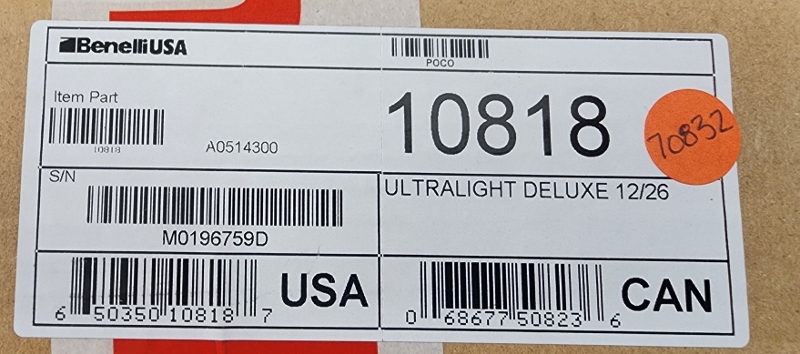 BenelliUSA
POCO
Item Part
10818
A0514300
10818
70832
S/N
M0196759D
ULTRALIGHT DELUXE 12/26
6 50350 10818 7
USA
0 68677 50823 6
CAN